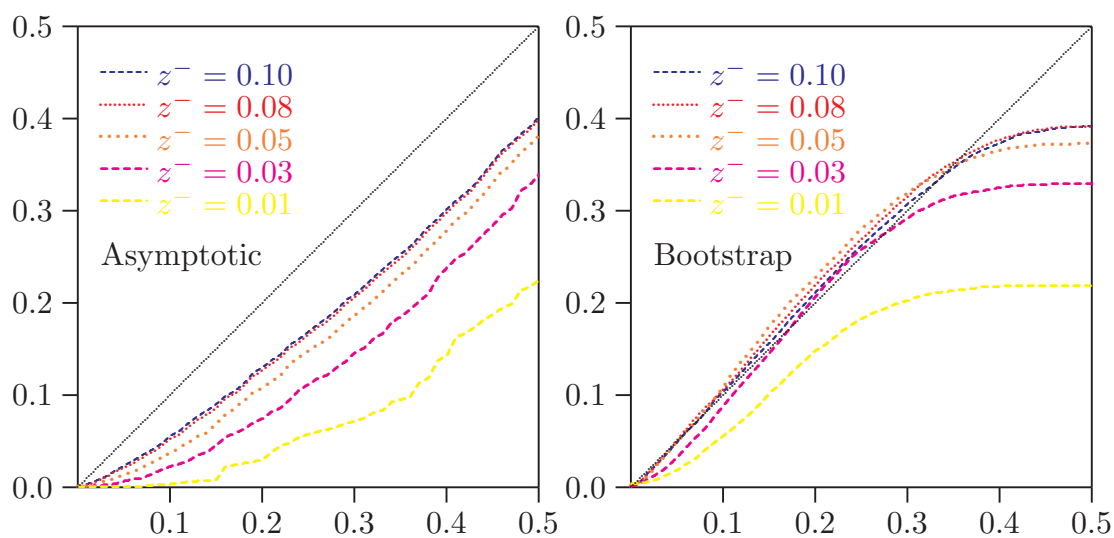 0.5
0.4
0.3
0.2
0.1
0.0
z⁻ = 0.10
z⁻ = 0.08
z⁻ = 0.05
z⁻ = 0.03
z⁻ = 0.01
Asymptotic
0.1 0.2 0.3 0.4 0.5
0.5
0.4
0.3
0.2
0.1
0.0
z⁻ = 0.10
z⁻ = 0.08
z⁻ = 0.05
z⁻ = 0.03
z⁻ = 0.01
Bootstrap
0.1 0.2 0.3 0.4 0.5